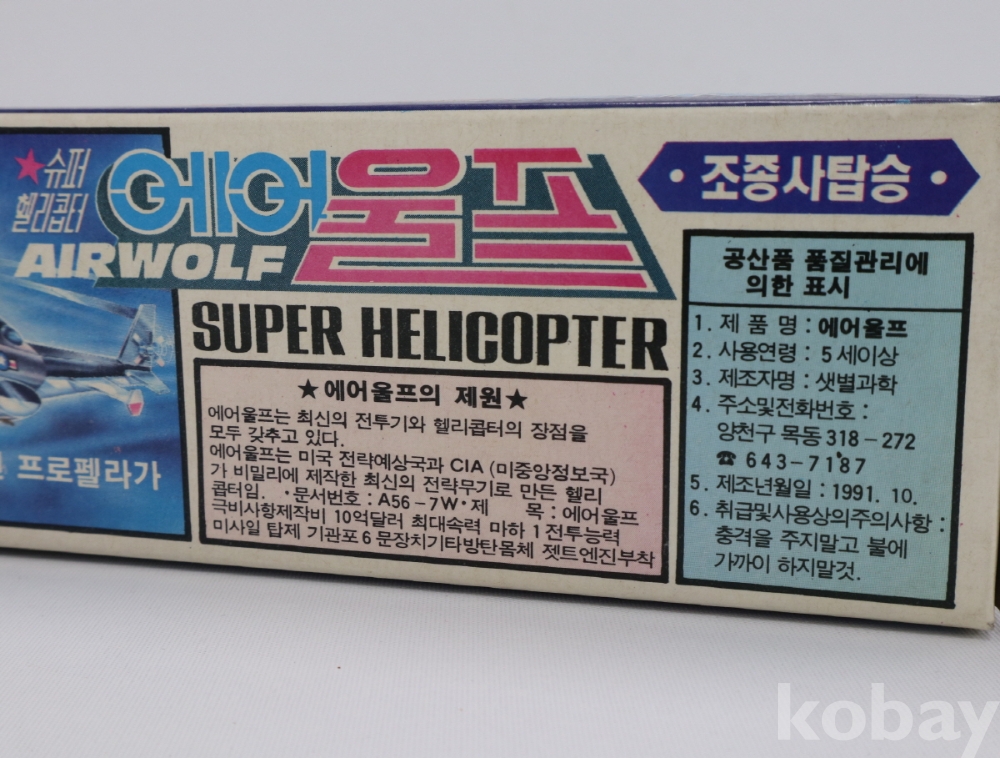 ★슈퍼
헬리콥터
에어울프
AIRWOLF
SUPER HELICOPTER
프로펠라가
★에어울프의 제원★
에어울프는 최신의 전투기와 헬리콥터의 장점을
모두 갖추고 있다.
에어울프는 미국 전략예상국과 CIA (미중앙정보국)
가 비밀리에 제작한 최신의 전략무기로 만든 헬리
콥터임. ·문서번호 : A56-7W·제 목 : 에어울프
극비사항제작비 10억달러 최대속력 마하 1 전투능력
미사일 탑제 기관포 6 문장치기타방탄몸체 젯트엔진부착
• 조종사탑승 •
공산품 품질관리에
의한 표시
1. 제 품 명 : 에어울프
2. 사용연령 : 5 세이상
3. 제조자명 : 샛별과학
4. 주소및전화번호 :
양천구 목동 318-272
☎ 643-7187
5. 제조년월일 : 1991. 10.
6. 취급및사용상의주의사항 :
충격을 주지말고 불에
가까이 하지말것.
kobay